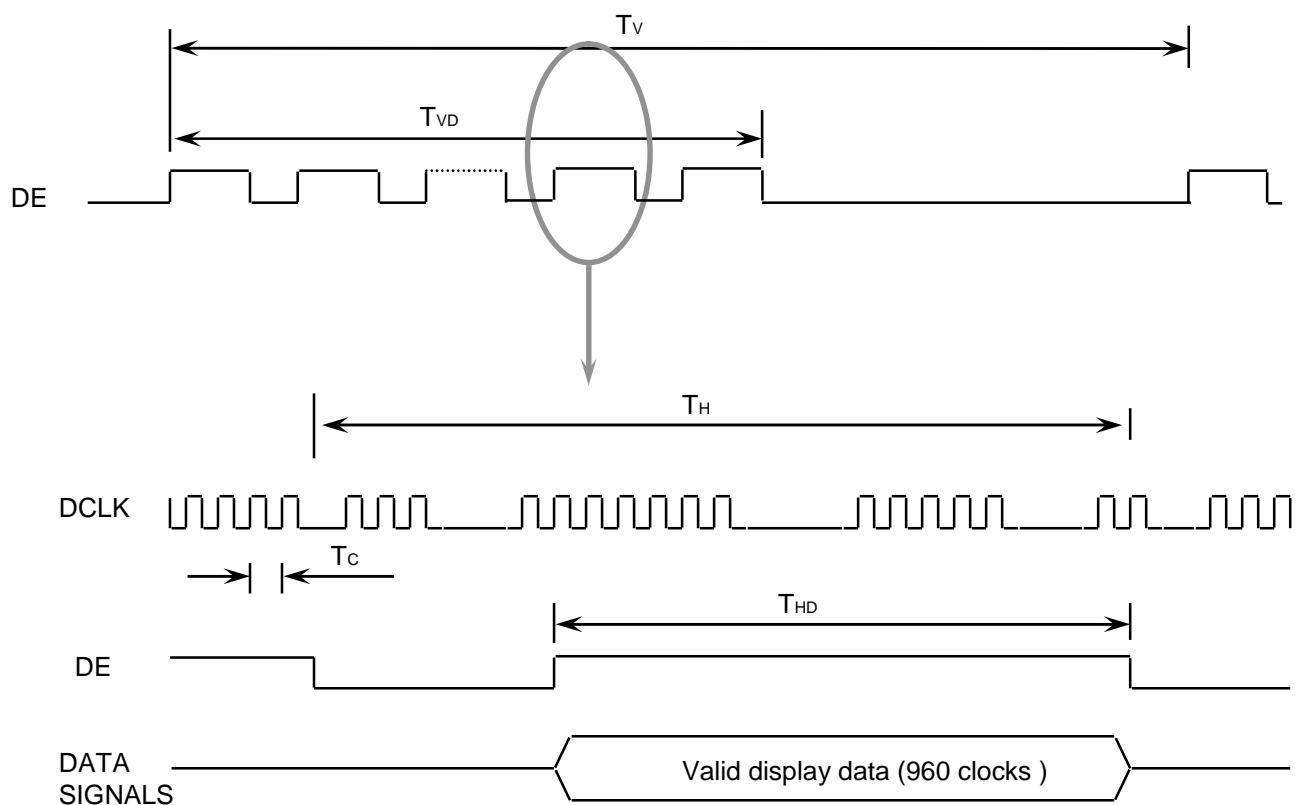 TV
TVD
DE
TH
DCLK
TC
THD
DE
DATA
SIGNALS
Valid display data (960 clocks )